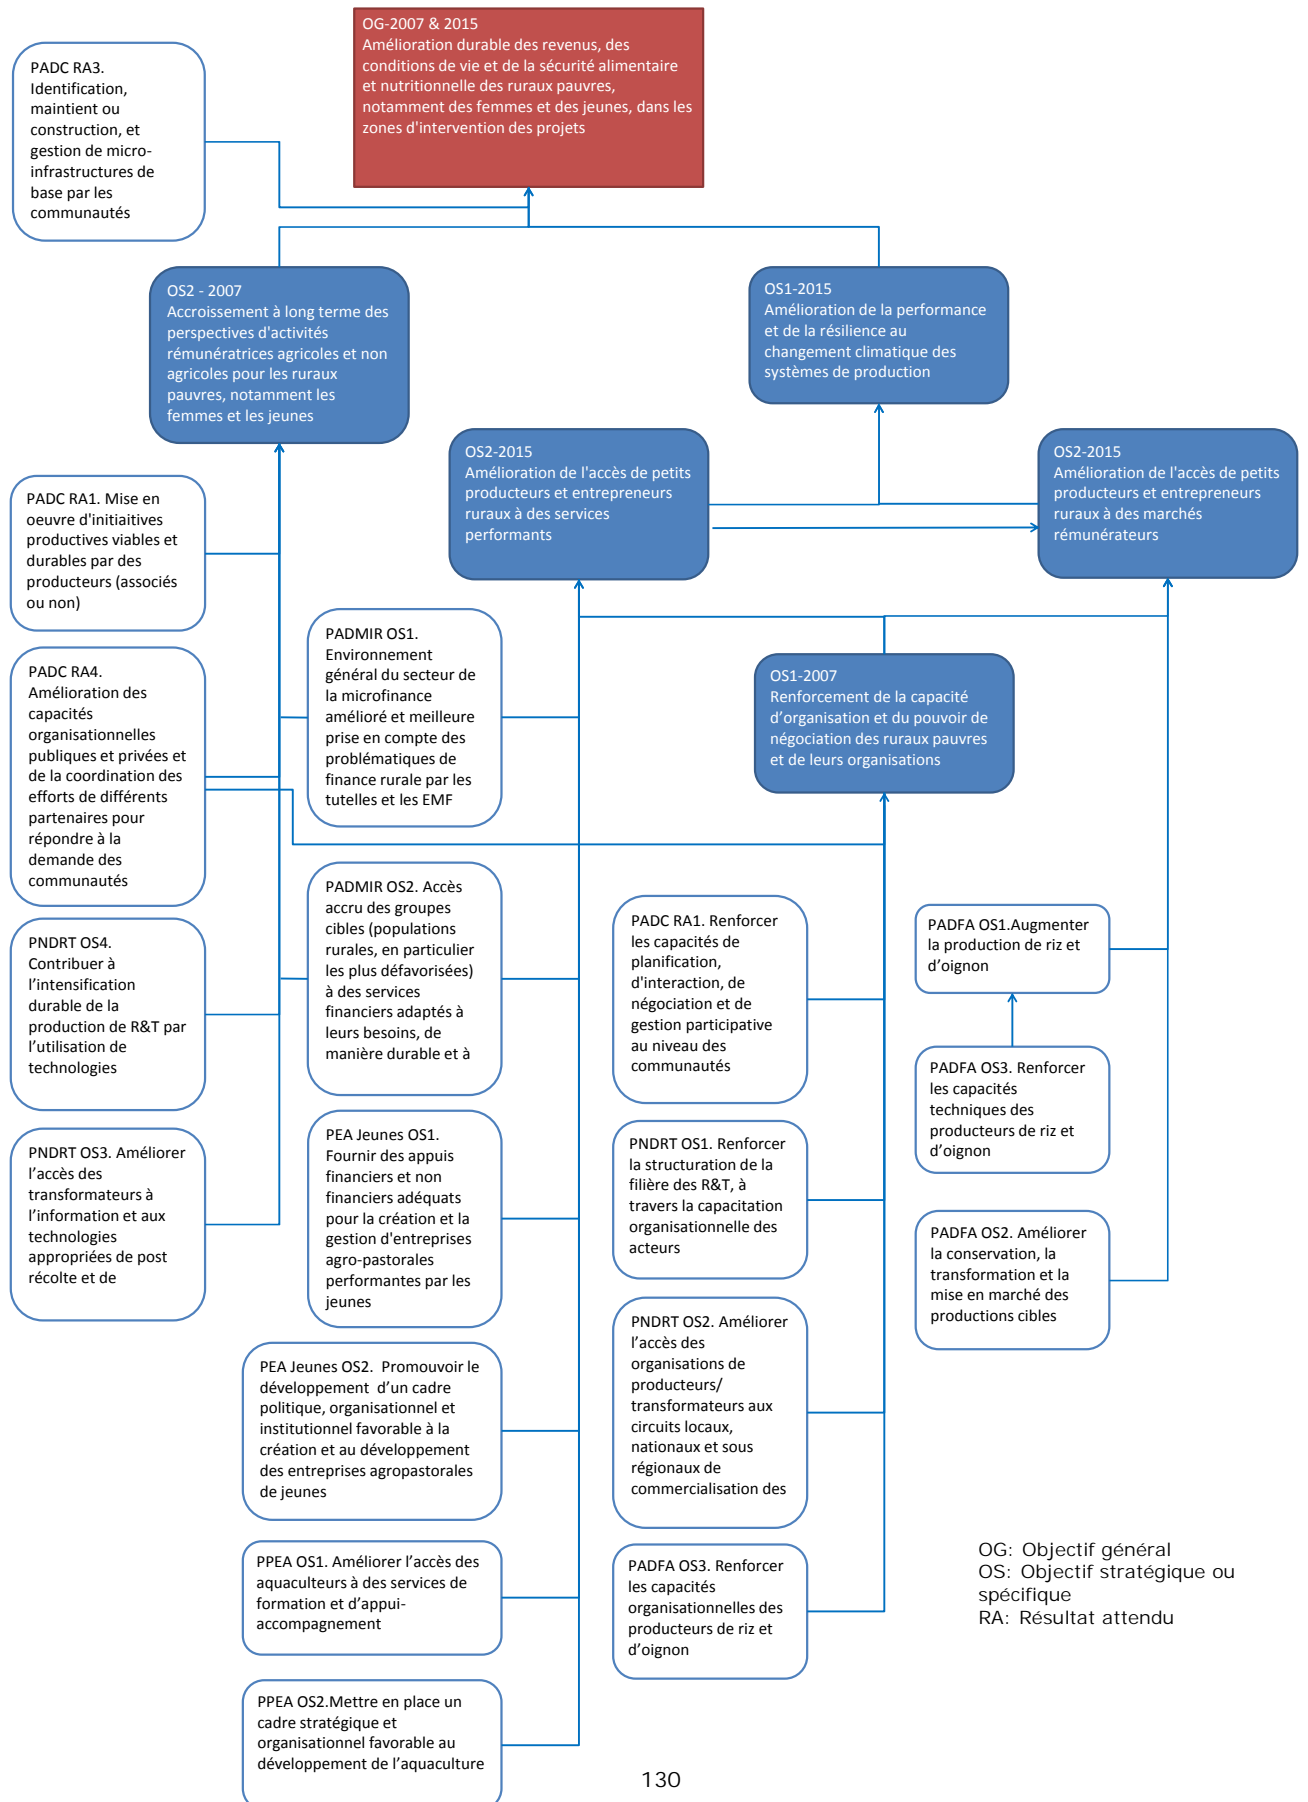 OG-2007 & 2015
Amélioration durable des revenus, des
conditions de vie et de la sécurité alimentaire
et nutritionnelle des ruraux pauvres,
notamment des femmes et des jeunes, dans les
zones d'intervention des projets
PADC RA3.
Identification,
maintient ou
construction, et
gestion de micro-
infrastructures de
base par les
communautés
OS2 - 2007
Accroissement à long terme des
perspectives d'activités
rémunératrices agricoles et non
agricoles pour les ruraux
pauvres, notamment les
femmes et les jeunes
OS1-2015
Amélioration de la performance
et de la résilience au
changement climatique des
systèmes de production
OS2-2015
Amélioration de l'accès de petits
producteurs et entrepreneurs
ruraux à des services
performants
OS2-2015
Amélioration de l'accès de petits
producteurs et entrepreneurs
ruraux à des marchés
rémunérateurs
PADC RA1. Mise en
oeuvre d'initiaitives
productives viables et
durables par des
producteurs (associés
ou non)
PADMIR OS1.
Environnement
général du secteur de
la microfinance
amélioré et meilleure
prise en compte des
problématiques de
finance rurale par les
tutelles et les EMF
OS1-2007
Renforcement de la capacité
d’organisation et du pouvoir de
négociation des ruraux pauvres
et de leurs organisations
PADC RA4.
Amélioration des
capacités
organisationnelles
publiques et privées et
de la coordination des
efforts de différents
partenaires pour
répondre à la
demande des
communautés
PADMIR OS2. Accès
accru des groupes
cibles (populations
rurales, en particulier
les plus défavorisées)
à des services
financiers adaptés à
leurs besoins, de
manière durable et à
PADC RA1. Renforcer
les capacités de
planification,
d'interaction, de
négociation et de
gestion participative
au niveau des
communautés
PADFA OS1.Augmenter
la production de riz et
d’oignon
PNDRT OS4.
Contribuer à
l’intensification
durable de la
production de R&T par
l’utilisation de
technologies
PADFA OS3. Renforcer
les capacités
techniques des
producteurs de riz et
d’oignon
PEA Jeunes OS1.
Fournir des appuis
financiers et non
financiers adéquats
pour la création et la
gestion d'entreprises
agro-pastorales
performantes par les
jeunes
PNDRT OS1. Renforcer
la structuration de la
filière des R&T, à
travers la capacitation
organisationnelle des
acteurs
PNDRT OS3. Améliorer
l’accès des
transformateurs à
l’information et aux
technologies
appropriées de post
récolte et de
PADFA OS2. Améliorer
la conservation, la
transformation et la
mise en marché des
productions cibles
PNDRT OS2. Améliorer
l’accès des
organisations de
producteurs/
transformateurs aux
circuits locaux,
nationaux et sous
régionaux de
commercialisation des
PEA Jeunes OS2.  Promouvoir le
développement  d’un cadre
politique, organisationnel et
institutionnel favorable à la
création et au développement
des entreprises agropastorales
de jeunes
PPEA OS1. Améliorer l’accès des
aquaculteurs à des services de
formation et d’appui-
accompagnement
PADFA OS3. Renforcer
les capacités
organisationnelles des
producteurs de riz et
d’oignon
OG: Objectif général
OS: Objectif stratégique ou
spécifique
RA: Résultat attendu
PPEA OS2.Mettre en place un
cadre stratégique et
organisationnel favorable au
développement de l’aquaculture
130